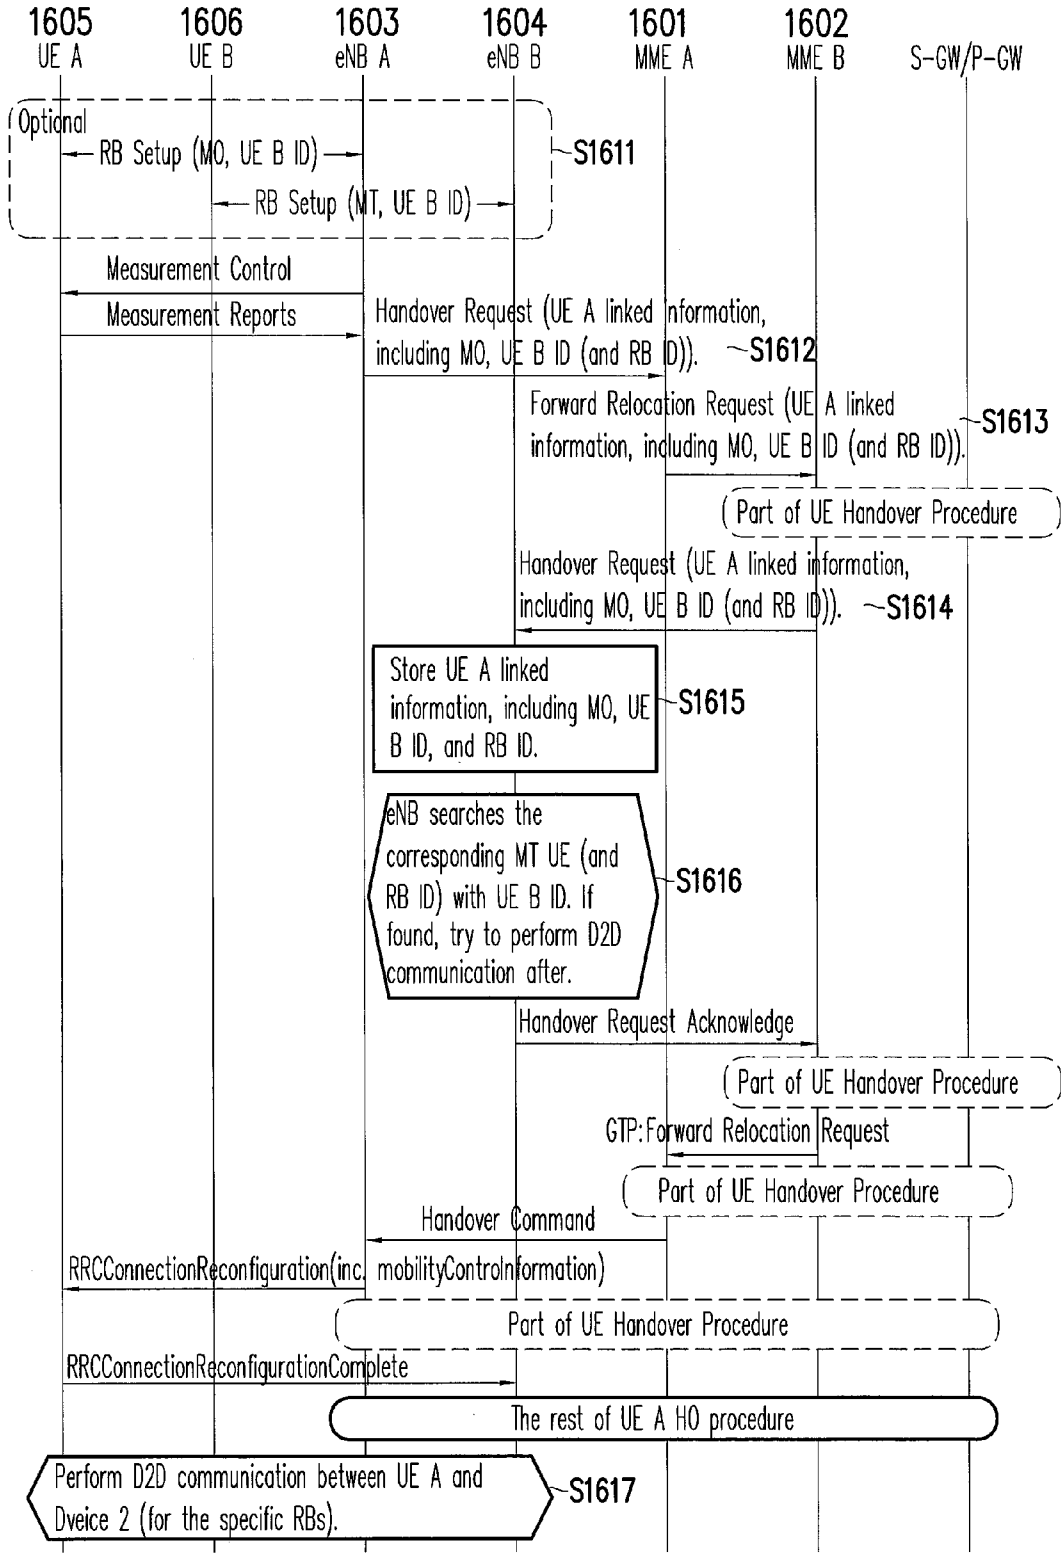 1605 1606 1603 1604 1601 1602
UE A UE B eNB A eNB B MME A MME B S-GW/P-GW
Optional
RB Setup (MO, UE B ID)
S1611
RB Setup (MT, UE B ID)
Measurement Control
Measurement Reports
Handover Request (UE A linked information,
including MO, UE B ID (and RB ID)).
S1612
Forward Relocation Request (UE A linked
information, including MO, UE B ID (and RB ID)).
S1613
Part of UE Handover Procedure
Handover Request (UE A linked information,
including MO, UE B ID (and RB ID)).
S1614
Store UE A linked
information, including MO, UE
B ID, and RB ID.
S1615
eNB searches the
corresponding MT UE (and
RB ID) with UE B ID. If
found, try to perform D2D
communication after.
S1616
Handover Request Acknowledge
Part of UE Handover Procedure
GTP:Forward Relocation Request
Part of UE Handover Procedure
Handover Command
RRCConnectionReconfiguration(inc. mobilityControInformation)
Part of UE Handover Procedure
RRCConnectionReconfigurationComplete
The rest of UE A HO procedure
Perform D2D communication between UE A and
Dveice 2 (for the specific RBs).
S1617